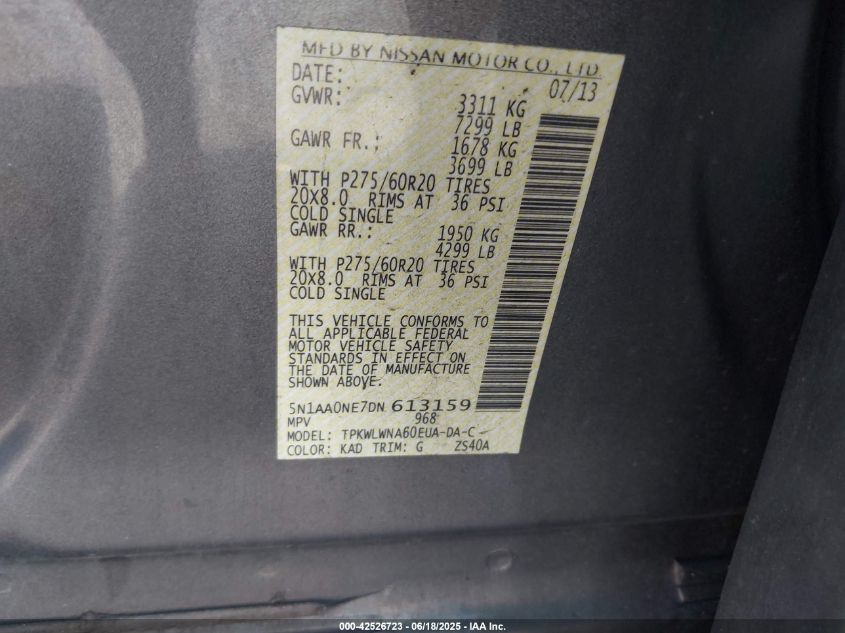 MFD BY NISSAN MOTOR CO., LTD.
DATE: 07/13
GVWR: 3311 KG
7299 LB
GAWR FR.: 1678 KG
3699 LB
WITH P275/60R20 TIRES
20X8.0 RIMS AT 36 PSI
COLD SINGLE
GAWR RR.: 1950 KG
4299 LB
WITH P275/60R20 TIRES
20X8.0 RIMS AT 36 PSI
COLD SINGLE
THIS VEHICLE CONFORMS TO
ALL APPLICABLE FEDERAL
MOTOR VEHICLE SAFETY
STANDARDS IN EFFECT ON
THE DATE OF MANUFACTURE
SHOWN ABOVE.
5N1AA0NE7DN 613159
MPV 968
MODEL: TPKWLWNA60EUA-DA-C-
COLOR: KAD TRIM: G ZS40A
000-42526723 - 06/18/2025 - IAA Inc.